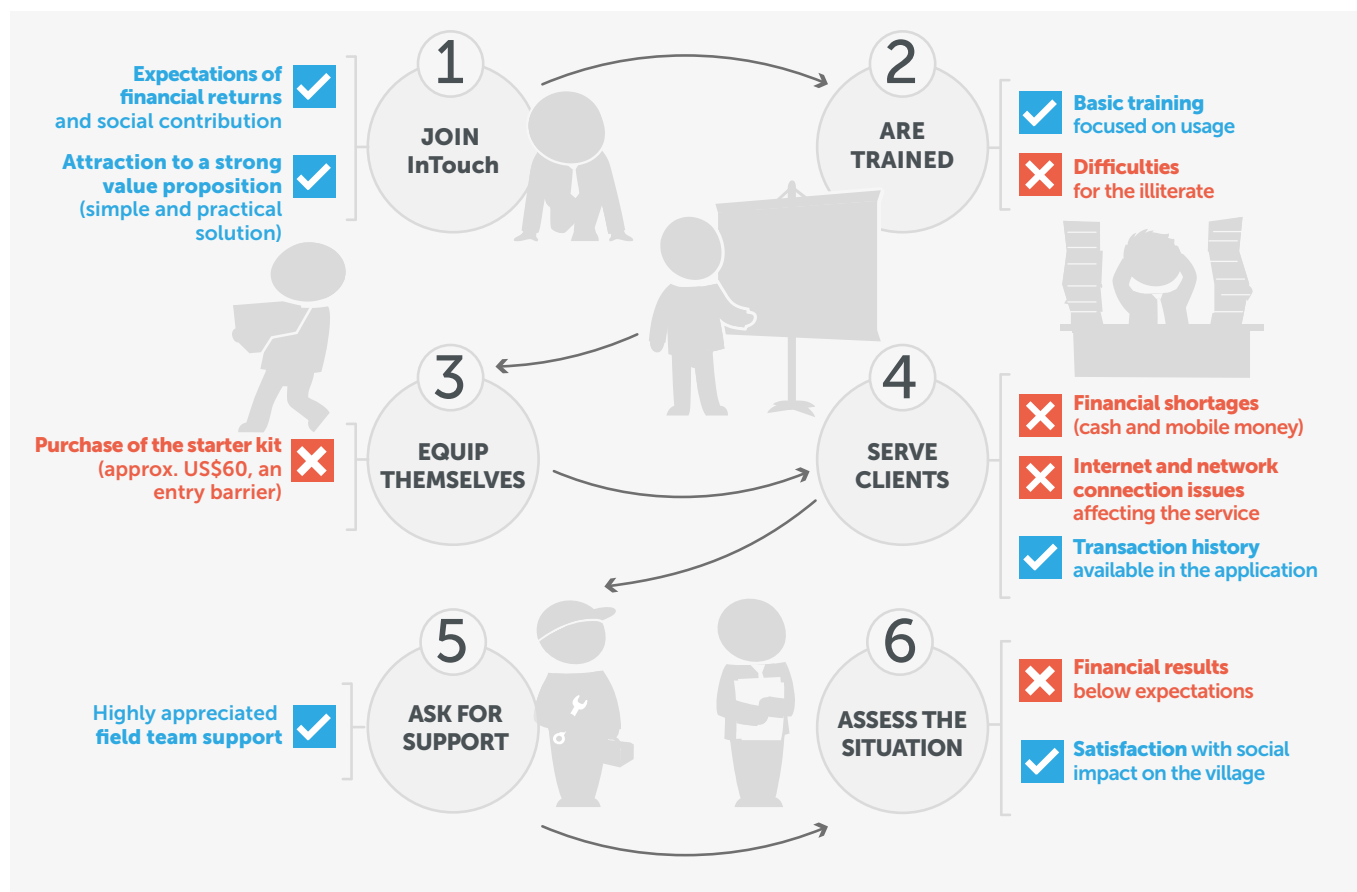 1
JOIN
InTouch
Expectations of
financial returns
and social contribution
Attraction to a strong
value proposition
(simple and practical
solution)
2
ARE
TRAINED
Basic training
focused on usage
Difficulties
for the illiterate
3
EQUIP
THEMSELVES
Purchase of the starter kit
(approx. US$60, an
entry barrier)
4
SERVE
CLIENTS
Financial shortages
(cash and mobile money)
Internet and network
connection issues
affecting the service
Transaction history
available in the application
5
ASK FOR
SUPPORT
Highly appreciated
field team support
6
ASSESS THE
SITUATION
Financial results
below expectations
Satisfaction with social
impact on the village